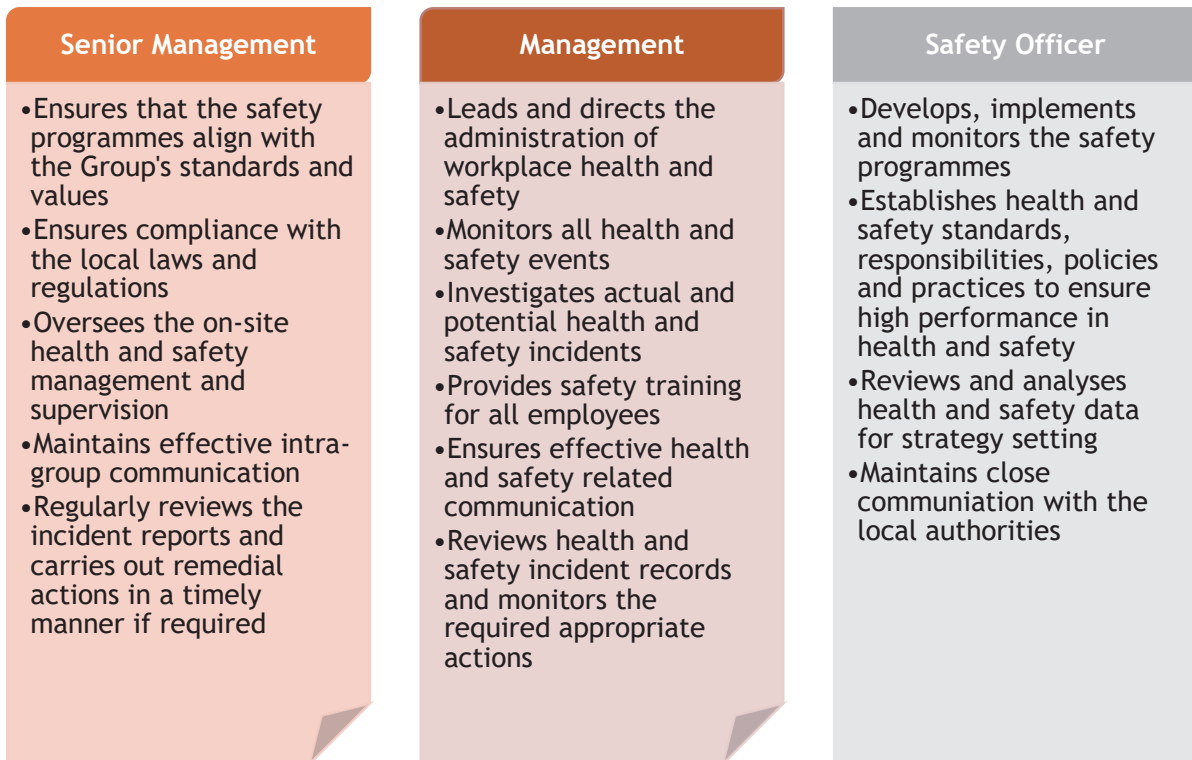 Senior Management
•Ensures that the safety
programmes align with
the Group's standards and
values
•Ensures compliance with
the local laws and
regulations
•Oversees the on-site
health and safety
management and
supervision
•Maintains effective intra-
group communication
•Regularly reviews the
incident reports and
carries out remedial
actions in a timely
manner if required
Management
•Leads and directs the
administration of
workplace health and
safety
•Monitors all health and
safety events
•Investigates actual and
potential health and
safety incidents
•Provides safety training
for all employees
•Ensures effective health
and safety related
communication
•Reviews health and
safety incident records
and monitors the
required appropriate
actions
Safety Officer
•Develops, implements
and monitors the safety
programmes
•Establishes health and
safety standards,
responsibilities, policies
and practices to ensure
high performance in
health and safety
•Reviews and analyses
health and safety data
for strategy setting
•Maintains close
communiation with the
local authorities